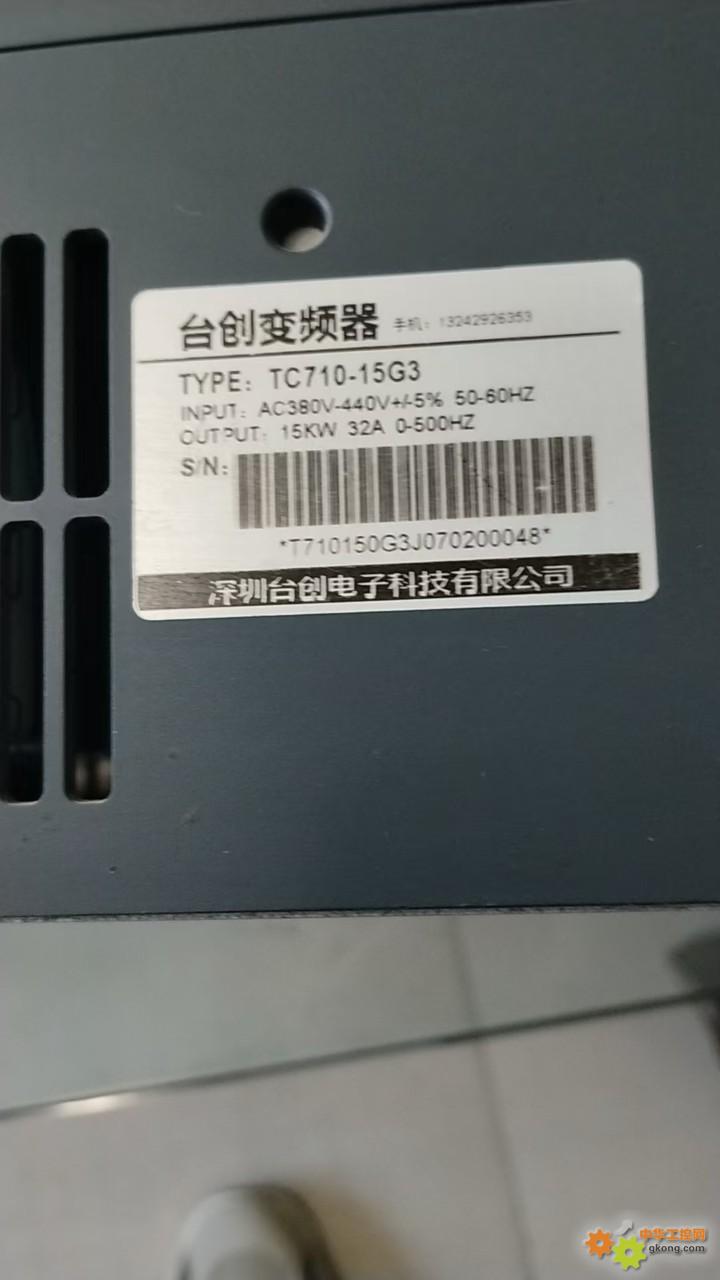 台创变频器 手机：13242926353
TYPE: TC710-15G3
INPUT: AC380V-440V+/-5% 50-60HZ
OUTPUT: 15KW 32A 0-500HZ
S/N:
*T710150G3J070200048*
深圳台创电子科技有限公司
中华工控网
gkong.com